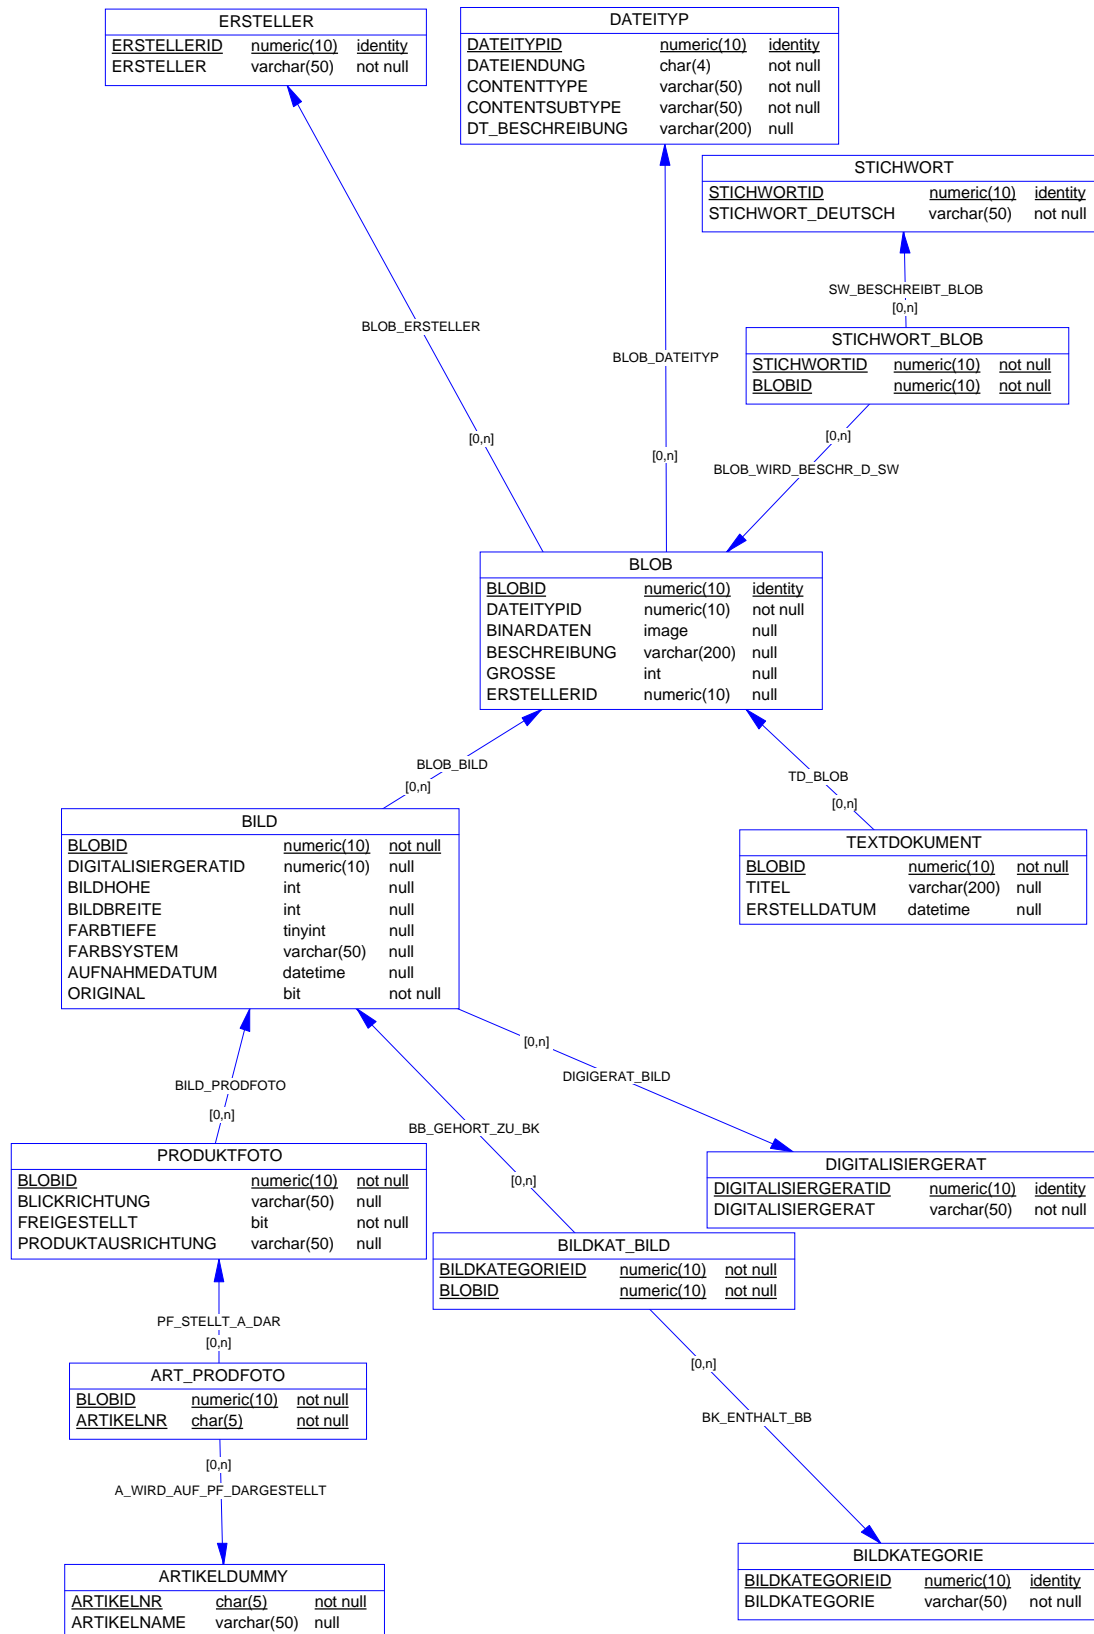 ERSTELLER
ERSTELLERID numeric(10) identity
ERSTELLER varchar(50) not null
DATEITYP
DATEITYPID numeric(10) identity
DATEIENDUNG char(4) not null
CONTENTTYPE varchar(50) not null
CONTENTSUBTYPE varchar(50) not null
DT_BESCHREIBUNG varchar(200) null
STICHWORT
STICHWORTID numeric(10) identity
STICHWORT_DEUTSCH varchar(50) not null
SW_BESCHREIBT_BLOB
[0,n]
BLOB_ERSTELLER
BLOB_DATEITYP
STICHWORT_BLOB
STICHWORTID numeric(10) not null
BLOBID numeric(10) not null
[0,n]
[0,n]
[0,n]
BLOB_WIRD_BESCHR_D_SW
BLOB
BLOBID numeric(10) identity
DATEITYPID numeric(10) not null
BINARDATEN image null
BESCHREIBUNG varchar(200) null
GROSSE int null
ERSTELLERID numeric(10) null
BLOB_BILD
[0,n]
TD_BLOB
[0,n]
BILD
BLOBID numeric(10) not null
DIGITALISIERGERATID numeric(10) null
BILDHOHE int null
BILDBREITE int null
FARBTIEFE tinyint null
FARBSYSTEM varchar(50) null
AUFNAHMEDATUM datetime null
ORIGINAL bit not null
TEXTDOKUMENT
BLOBID numeric(10) not null
TITEL varchar(200) null
ERSTELLDATUM datetime null
[0,n]
DIGIGERAT_BILD
BILD_PRODFOTO
[0,n]
BB_GEHORT_ZU_BK
[0,n]
PRODUKTFOTO
BLOBID numeric(10) not null
BLICKRICHTUNG varchar(50) null
FREIGESTELLT bit not null
PRODUKTAUSRICHTUNG varchar(50) null
DIGITALISIERGERAT
DIGITALISIERGERATID numeric(10) identity
DIGITALISIERGERAT varchar(50) not null
BILDKAT_BILD
BILDKATEGORIEID numeric(10) not null
BLOBID numeric(10) not null
PF_STELLT_A_DAR
[0,n]
[0,n]
ART_PRODFOTO
BLOBID numeric(10) not null
ARTIKELNR char(5) not null
BK_ENTHALT_BB
[0,n]
A_WIRD_AUF_PF_DARGESTELLT
ARTIKELDUMMY
ARTIKELNR char(5) not null
ARTIKELNAME varchar(50) null
BILDKATEGORIE
BILDKATEGORIEID numeric(10) identity
BILDKATEGORIE varchar(50) not null